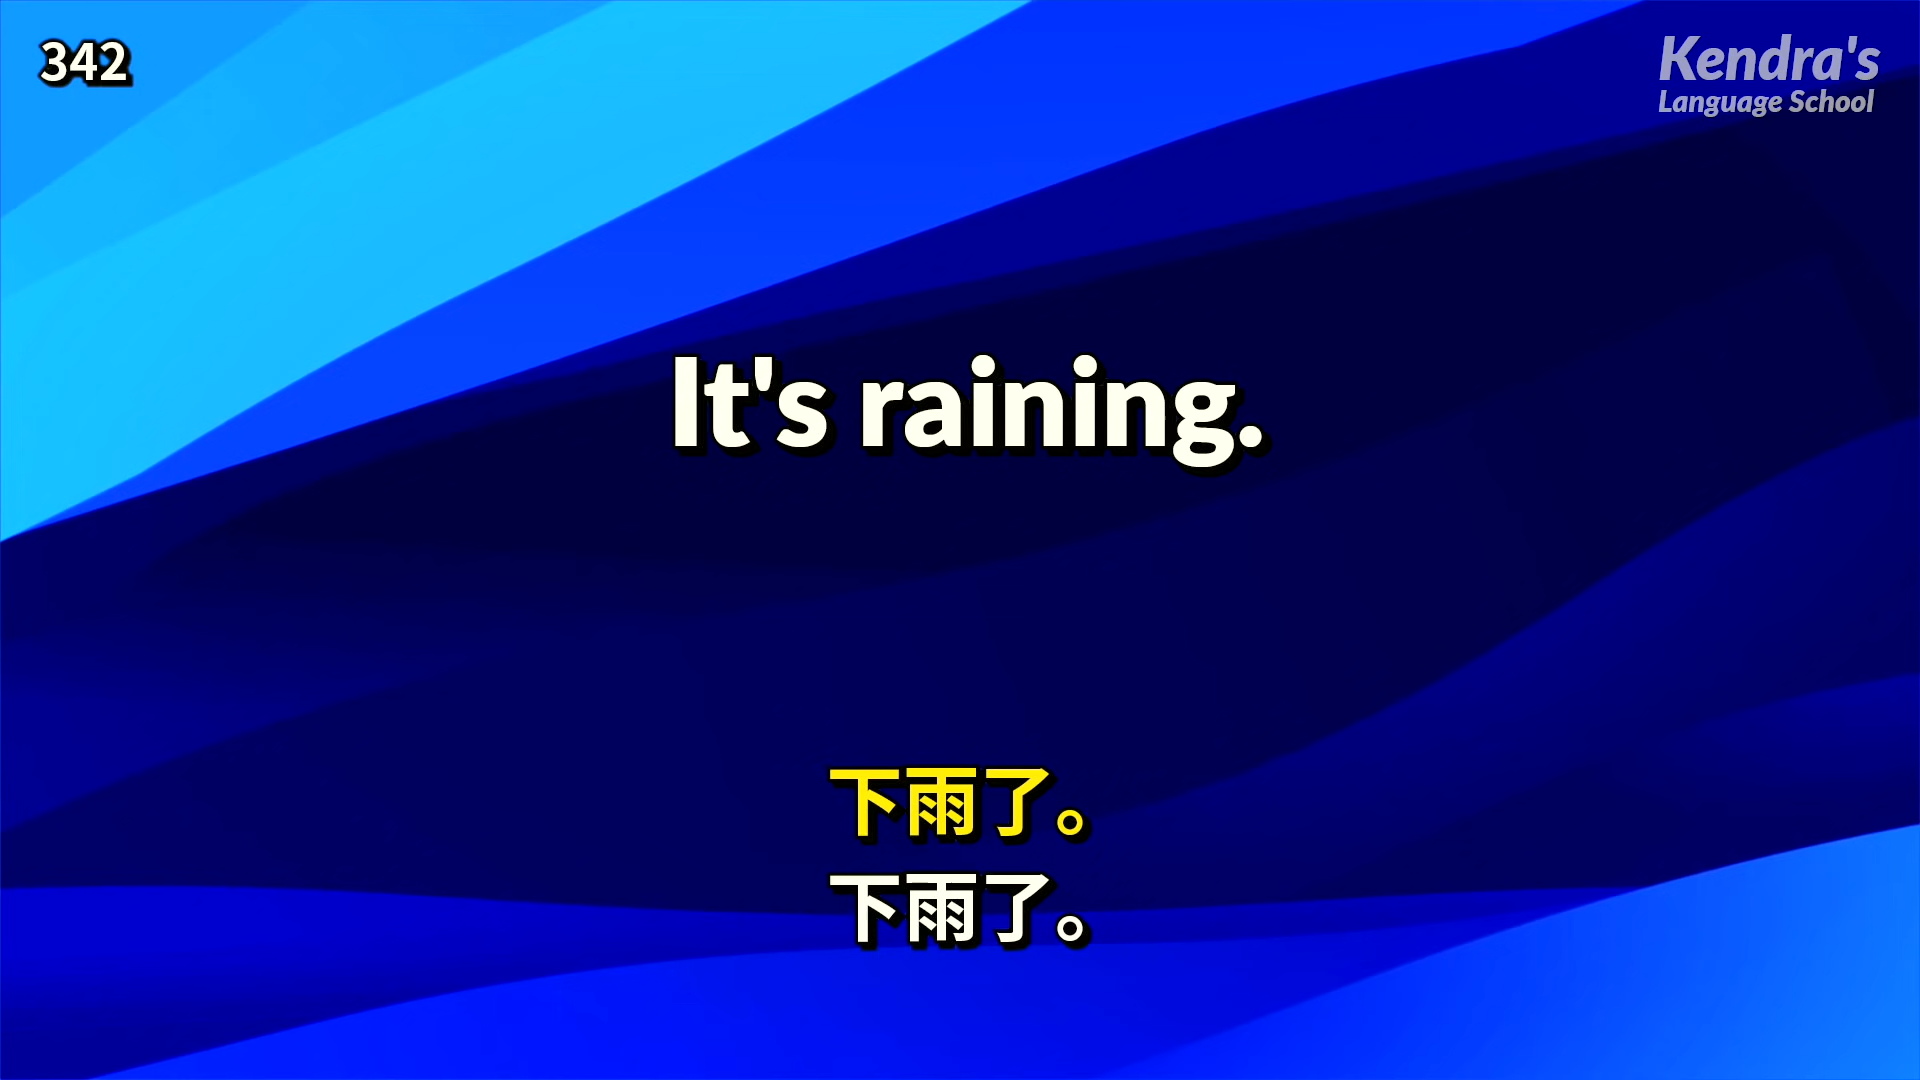 342
Kendra's
Language School
It's raining.
下雨了。
下雨了。